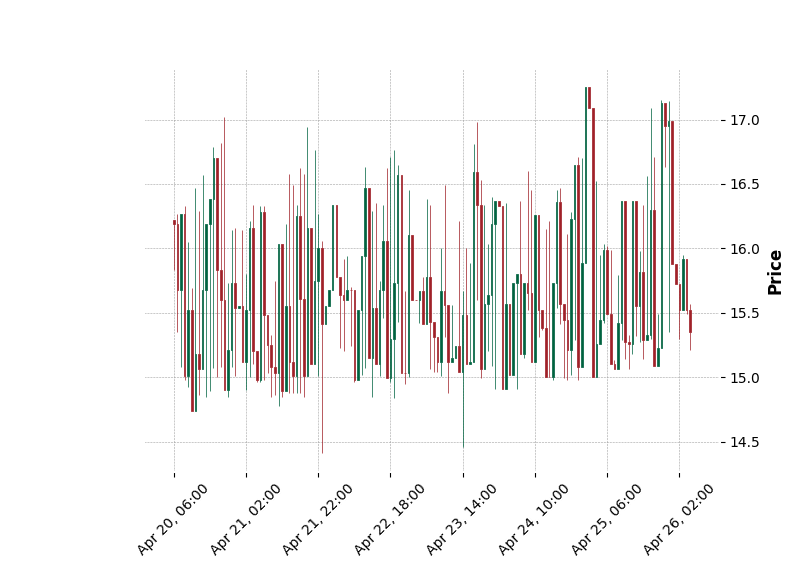 17.0
16.5
16.0
15.5
15.0
14.5
Price
Apr 20, 06:00
Apr 21, 02:00
Apr 21, 22:00
Apr 22, 18:00
Apr 23, 14:00
Apr 24, 10:00
Apr 25, 06:00
Apr 26, 02:00